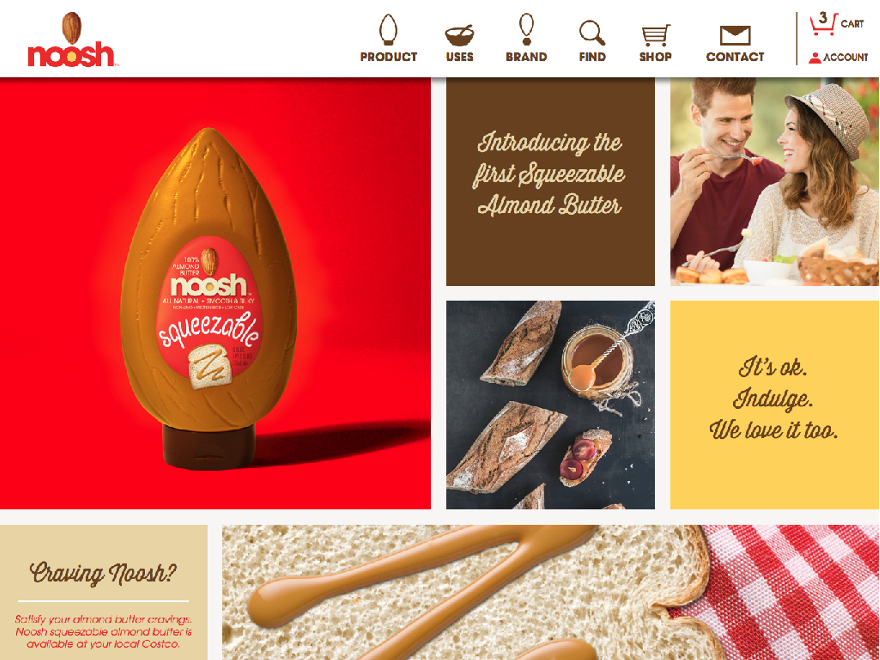 noosh
PRODUCT
USES
BRAND
FIND
SHOP
CONTACT
3
CART
ACCOUNT
100%
ALMOND
BUTTER
noosh
ALL NATURAL • SMOOTH & SILKY
squeezable
Introducing the
first Squeezable
Almond Butter
It's ok.
Indulge.
We love it too.
Craving Noosh?
Satisfy your almond butter cravings.
Noosh squeezable almond butter is
available at your local Costco.